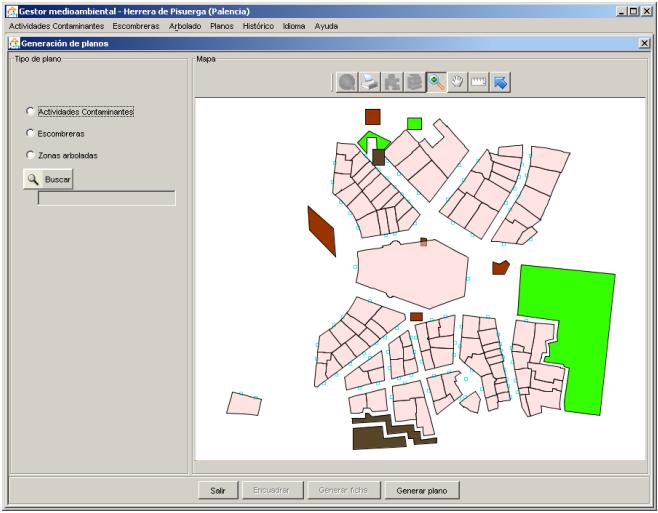 Gestor medioambiental - Herrera de Pisuerga (Palencia)
Actividades Contaminantes Escombreras Arbolado Planos Histórico Idioma Ayuda
Generación de planos
Tipo de plano
Mapa
Actividades Contaminantes
Escombreras
Zonas arboladas
Buscar
Salir Encuadrar Generar ficha Generar plano